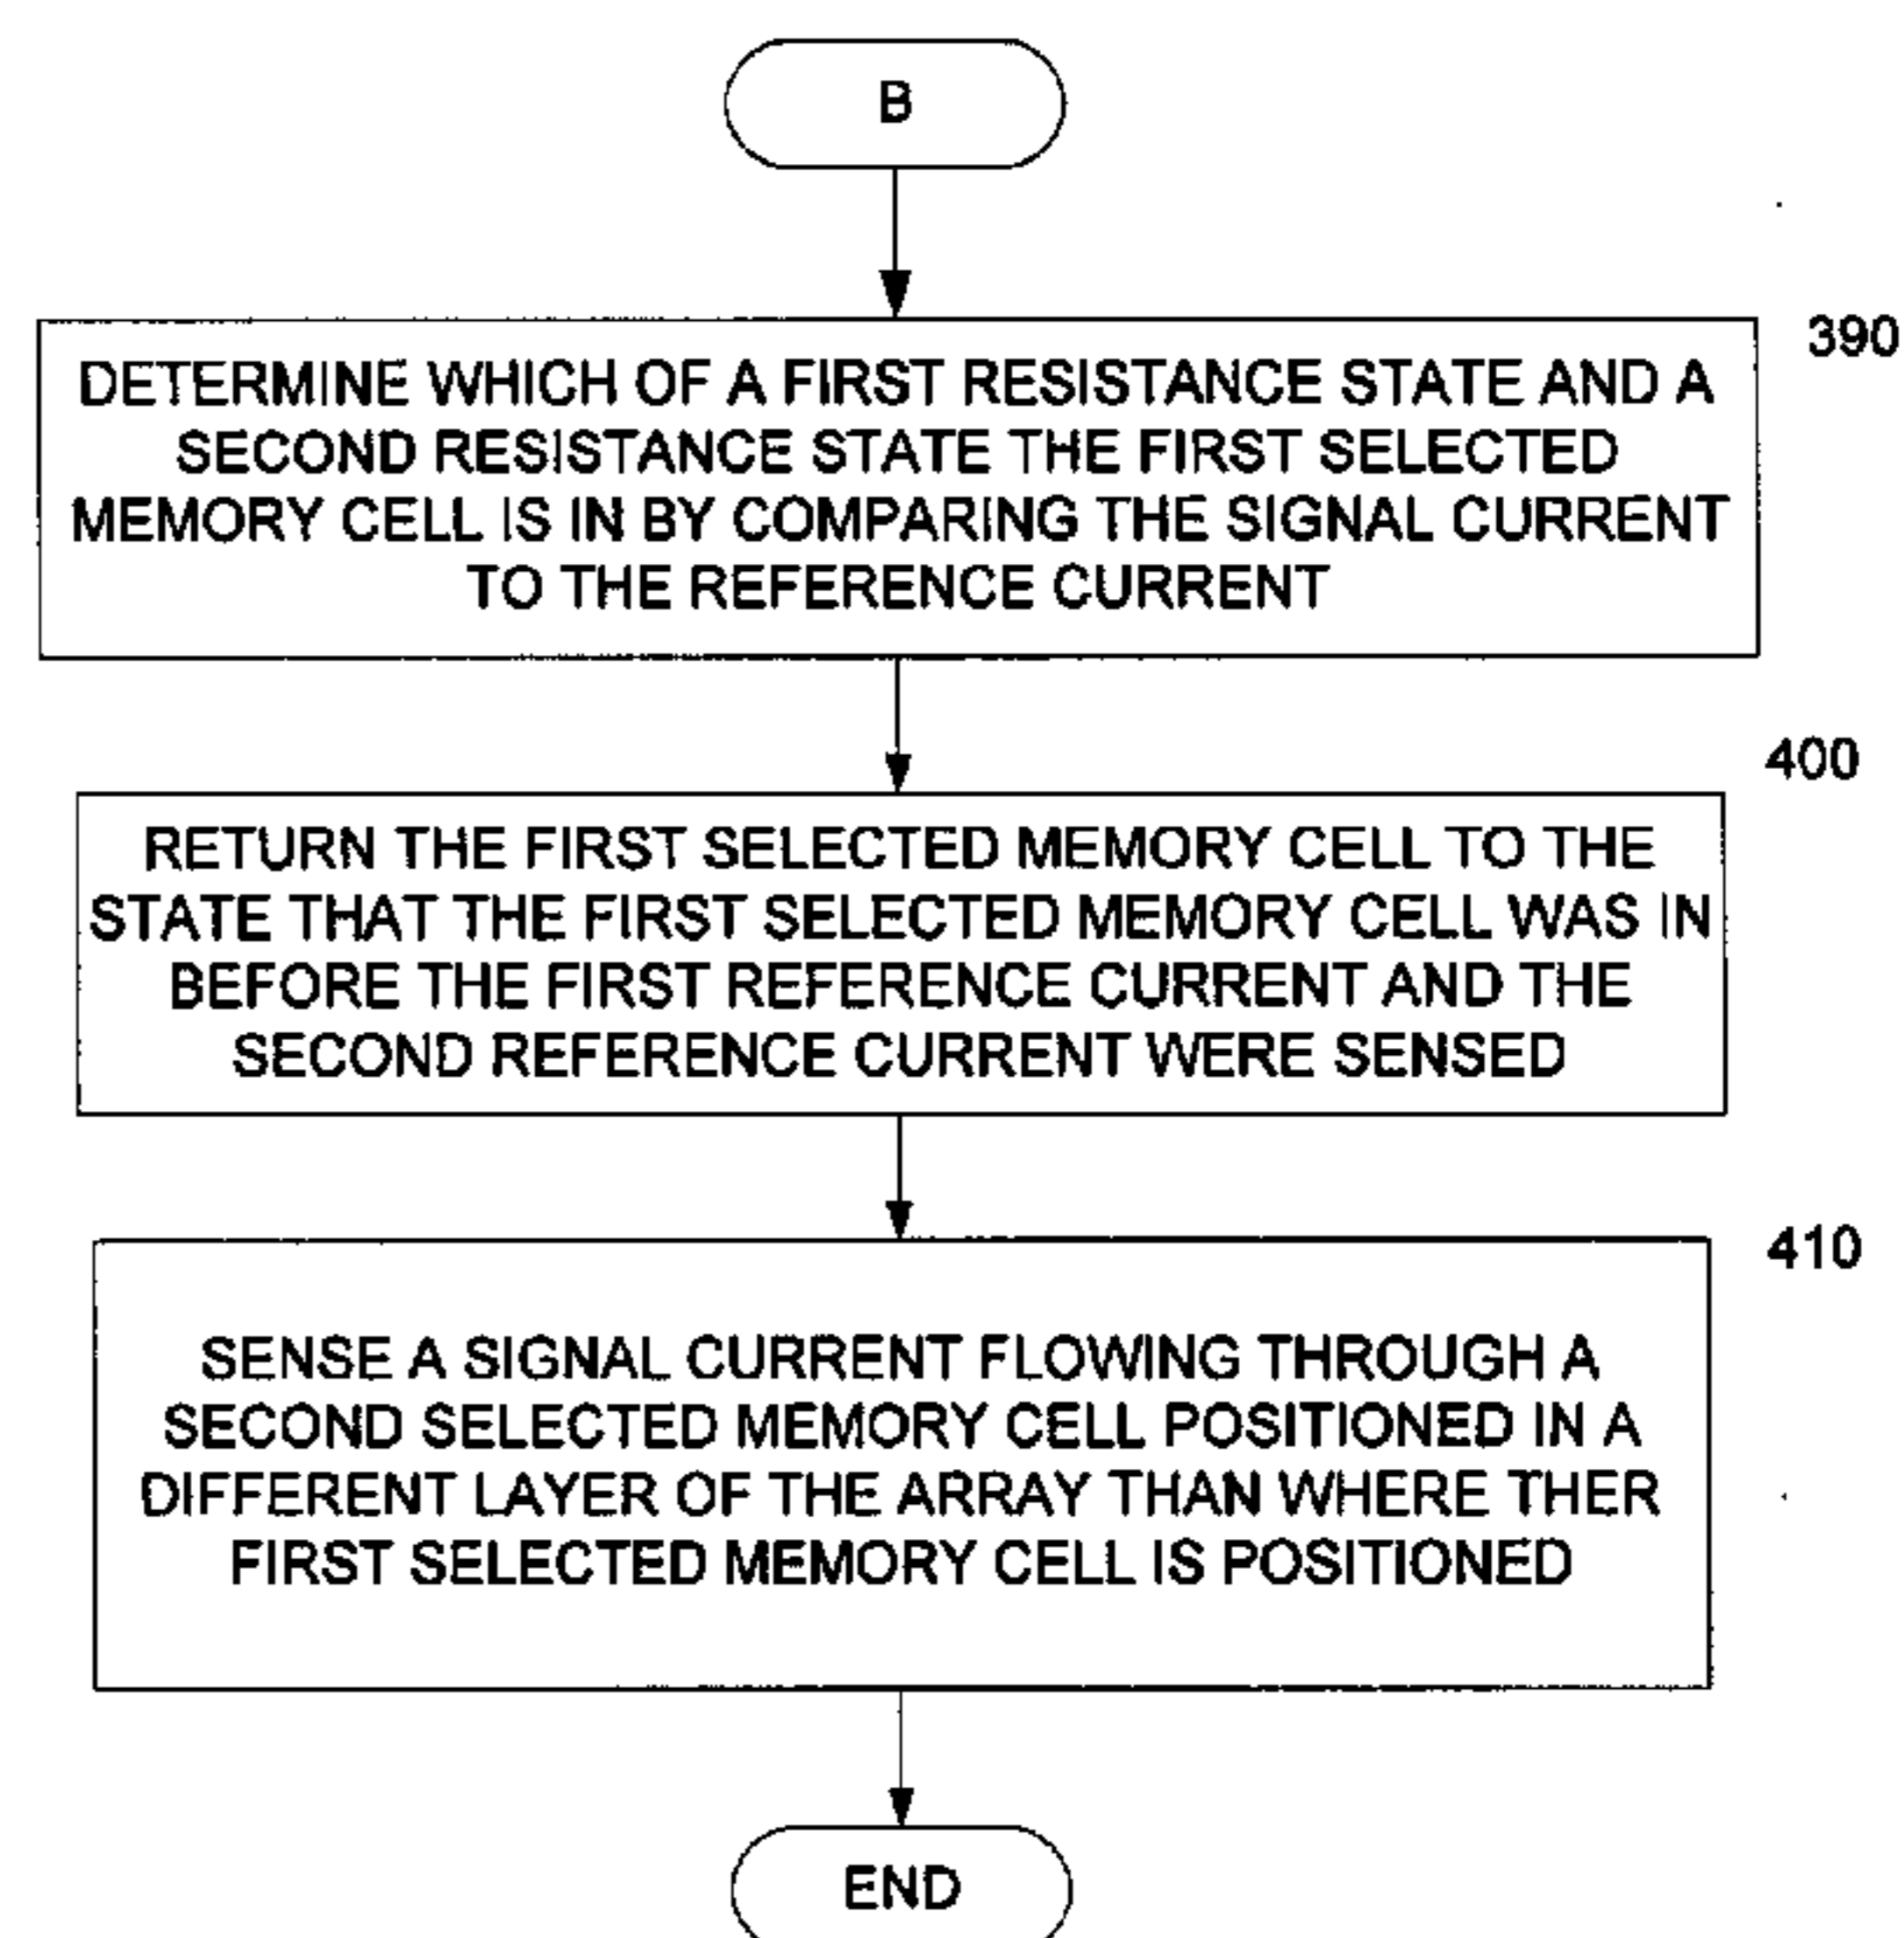 B
390
DETERMINE WHICH OF A FIRST RESISTANCE STATE AND A
SECOND RESISTANCE STATE THE FIRST SELECTED
MEMORY CELL IS IN BY COMPARING THE SIGNAL CURRENT
TO THE REFERENCE CURRENT
400
RETURN THE FIRST SELECTED MEMORY CELL TO THE
STATE THAT THE FIRST SELECTED MEMORY CELL WAS IN
BEFORE THE FIRST REFERENCE CURRENT AND THE
SECOND REFERENCE CURRENT WERE SENSED
410
SENSE A SIGNAL CURRENT FLOWING THROUGH A
SECOND SELECTED MEMORY CELL POSITIONED IN A
DIFFERENT LAYER OF THE ARRAY THAN WHERE THER
FIRST SELECTED MEMORY CELL IS POSITIONED
END